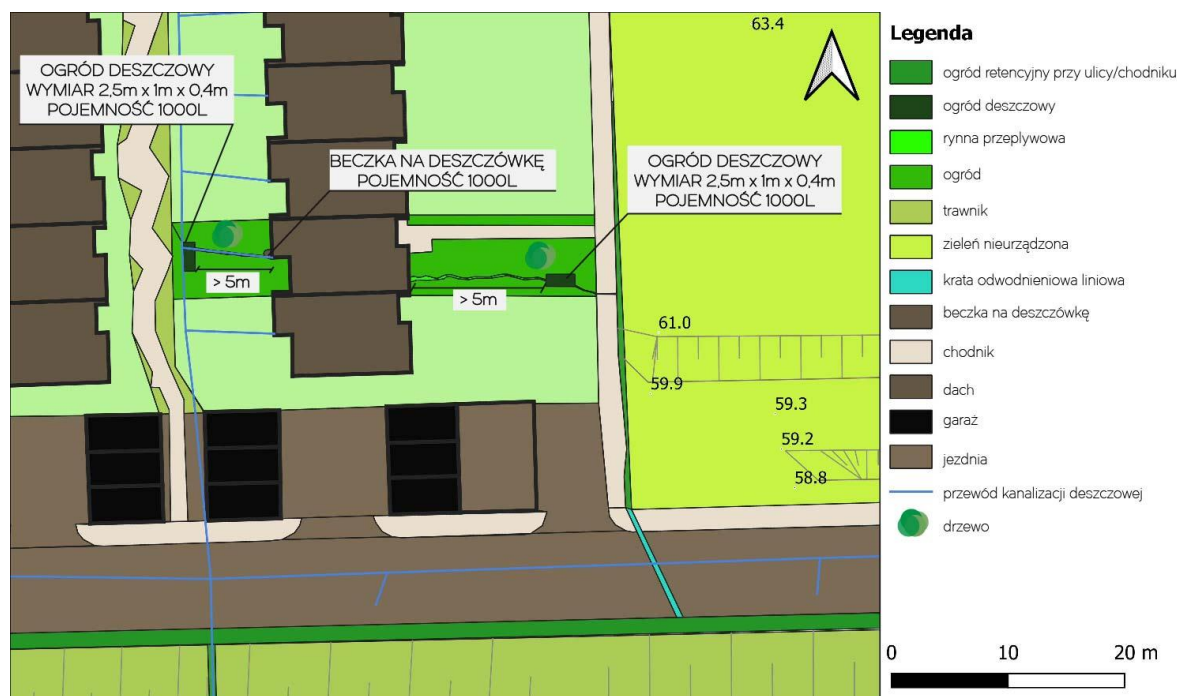 63.4
OGRÓD DESZCZOWY
WYMIAR 2,5m x 1m x 0,4m
POJEMNOŚĆ 1000L
BECZKA NA DESZCZÓWKĘ
POJEMNOŚĆ 1000L
OGRÓD DESZCZOWY
WYMIAR 2,5m x 1m x 0,4m
POJEMNOŚĆ 1000L
> 5m
> 5m
61.0
59.9
59.3
59.2
58.8
Legenda
ogród retencyjny przy ulicy/chodniku
ogród deszczowy
rynna przepływowa
ogród
trawnik
zieleń nieurządzona
krata odwodnieniowa liniowa
beczka na deszczówkę
chodnik
dach
garaż
jezdnia
przewód kanalizacji deszczowej
drzewo
0 10 20 m